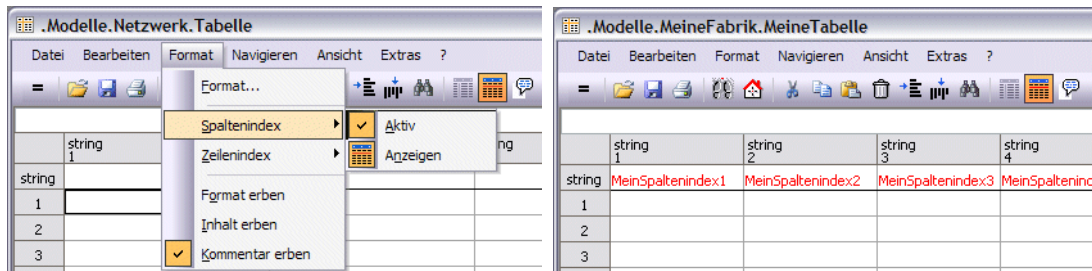 .Modelle.Netzwerk.Tabelle
Datei Bearbeiten Format Navigieren Ansicht Extras ?
=
Format...
Spaltenindex
Aktiv
Zeilenindex
Anzeigen
Format erben
Inhalt erben
Kommentar erben
string
1
string
1
2
3
.Modelle.MeineFabrik.MeineTabelle
Datei Bearbeiten Format Navigieren Ansicht Extras ?
=
string string string string
1 2 3 4
string MeinSpaltenindex1 MeinSpaltenindex2 MeinSpaltenindex3 MeinSpaltenind
1
2
3